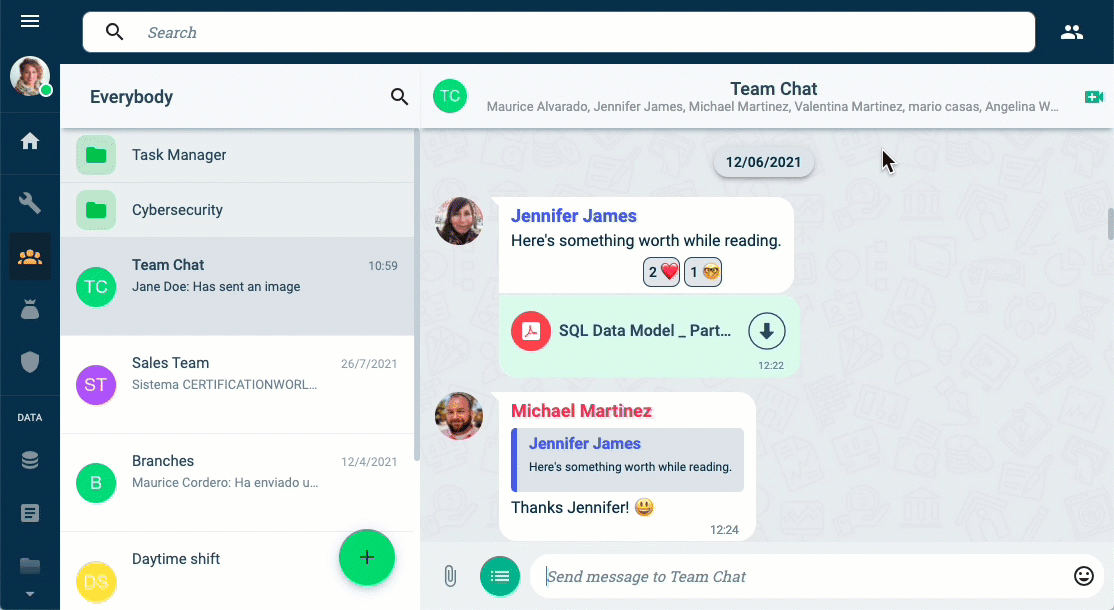 Search
Everybody
Task Manager
Cybersecurity
TC
Team Chat
10:59
Jane Doe: Has sent an image
ST
Sales Team
26/7/2021
Sistema CERTIFICATIONWORL...
DATA
B
Branches
12/4/2021
Maurice Cordero: Ha enviado u...
DS
Daytime shift
+
TC
Team Chat
Maurice Alvarado, Jennifer James, Michael Martinez, Valentina Martinez, mario casas, Angelina W...
12/06/2021
Jennifer James
Here's something worth while reading.
2 ❤️ 1 🤓
SQL Data Model _ Part...
12:22
Michael Martinez
Jennifer James
Here's something worth while reading.
Thanks Jennifer! 😃
12:24
Send message to Team Chat